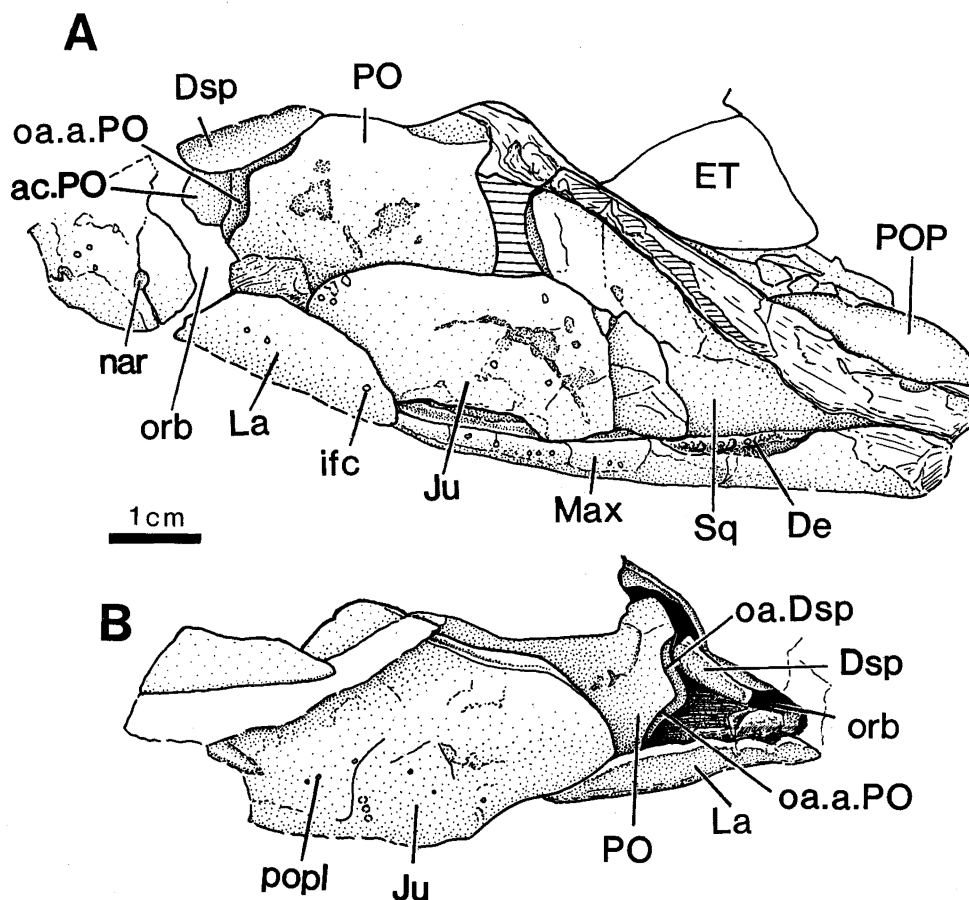 A
Dsp
PO
oa.a.PO
ac.PO
ET
POP
nar
orb
La
ifc
Ju
Max
Sq
De
1cm
B
oa.Dsp
Dsp
orb
oa.a.PO
La
PO
popl
Ju